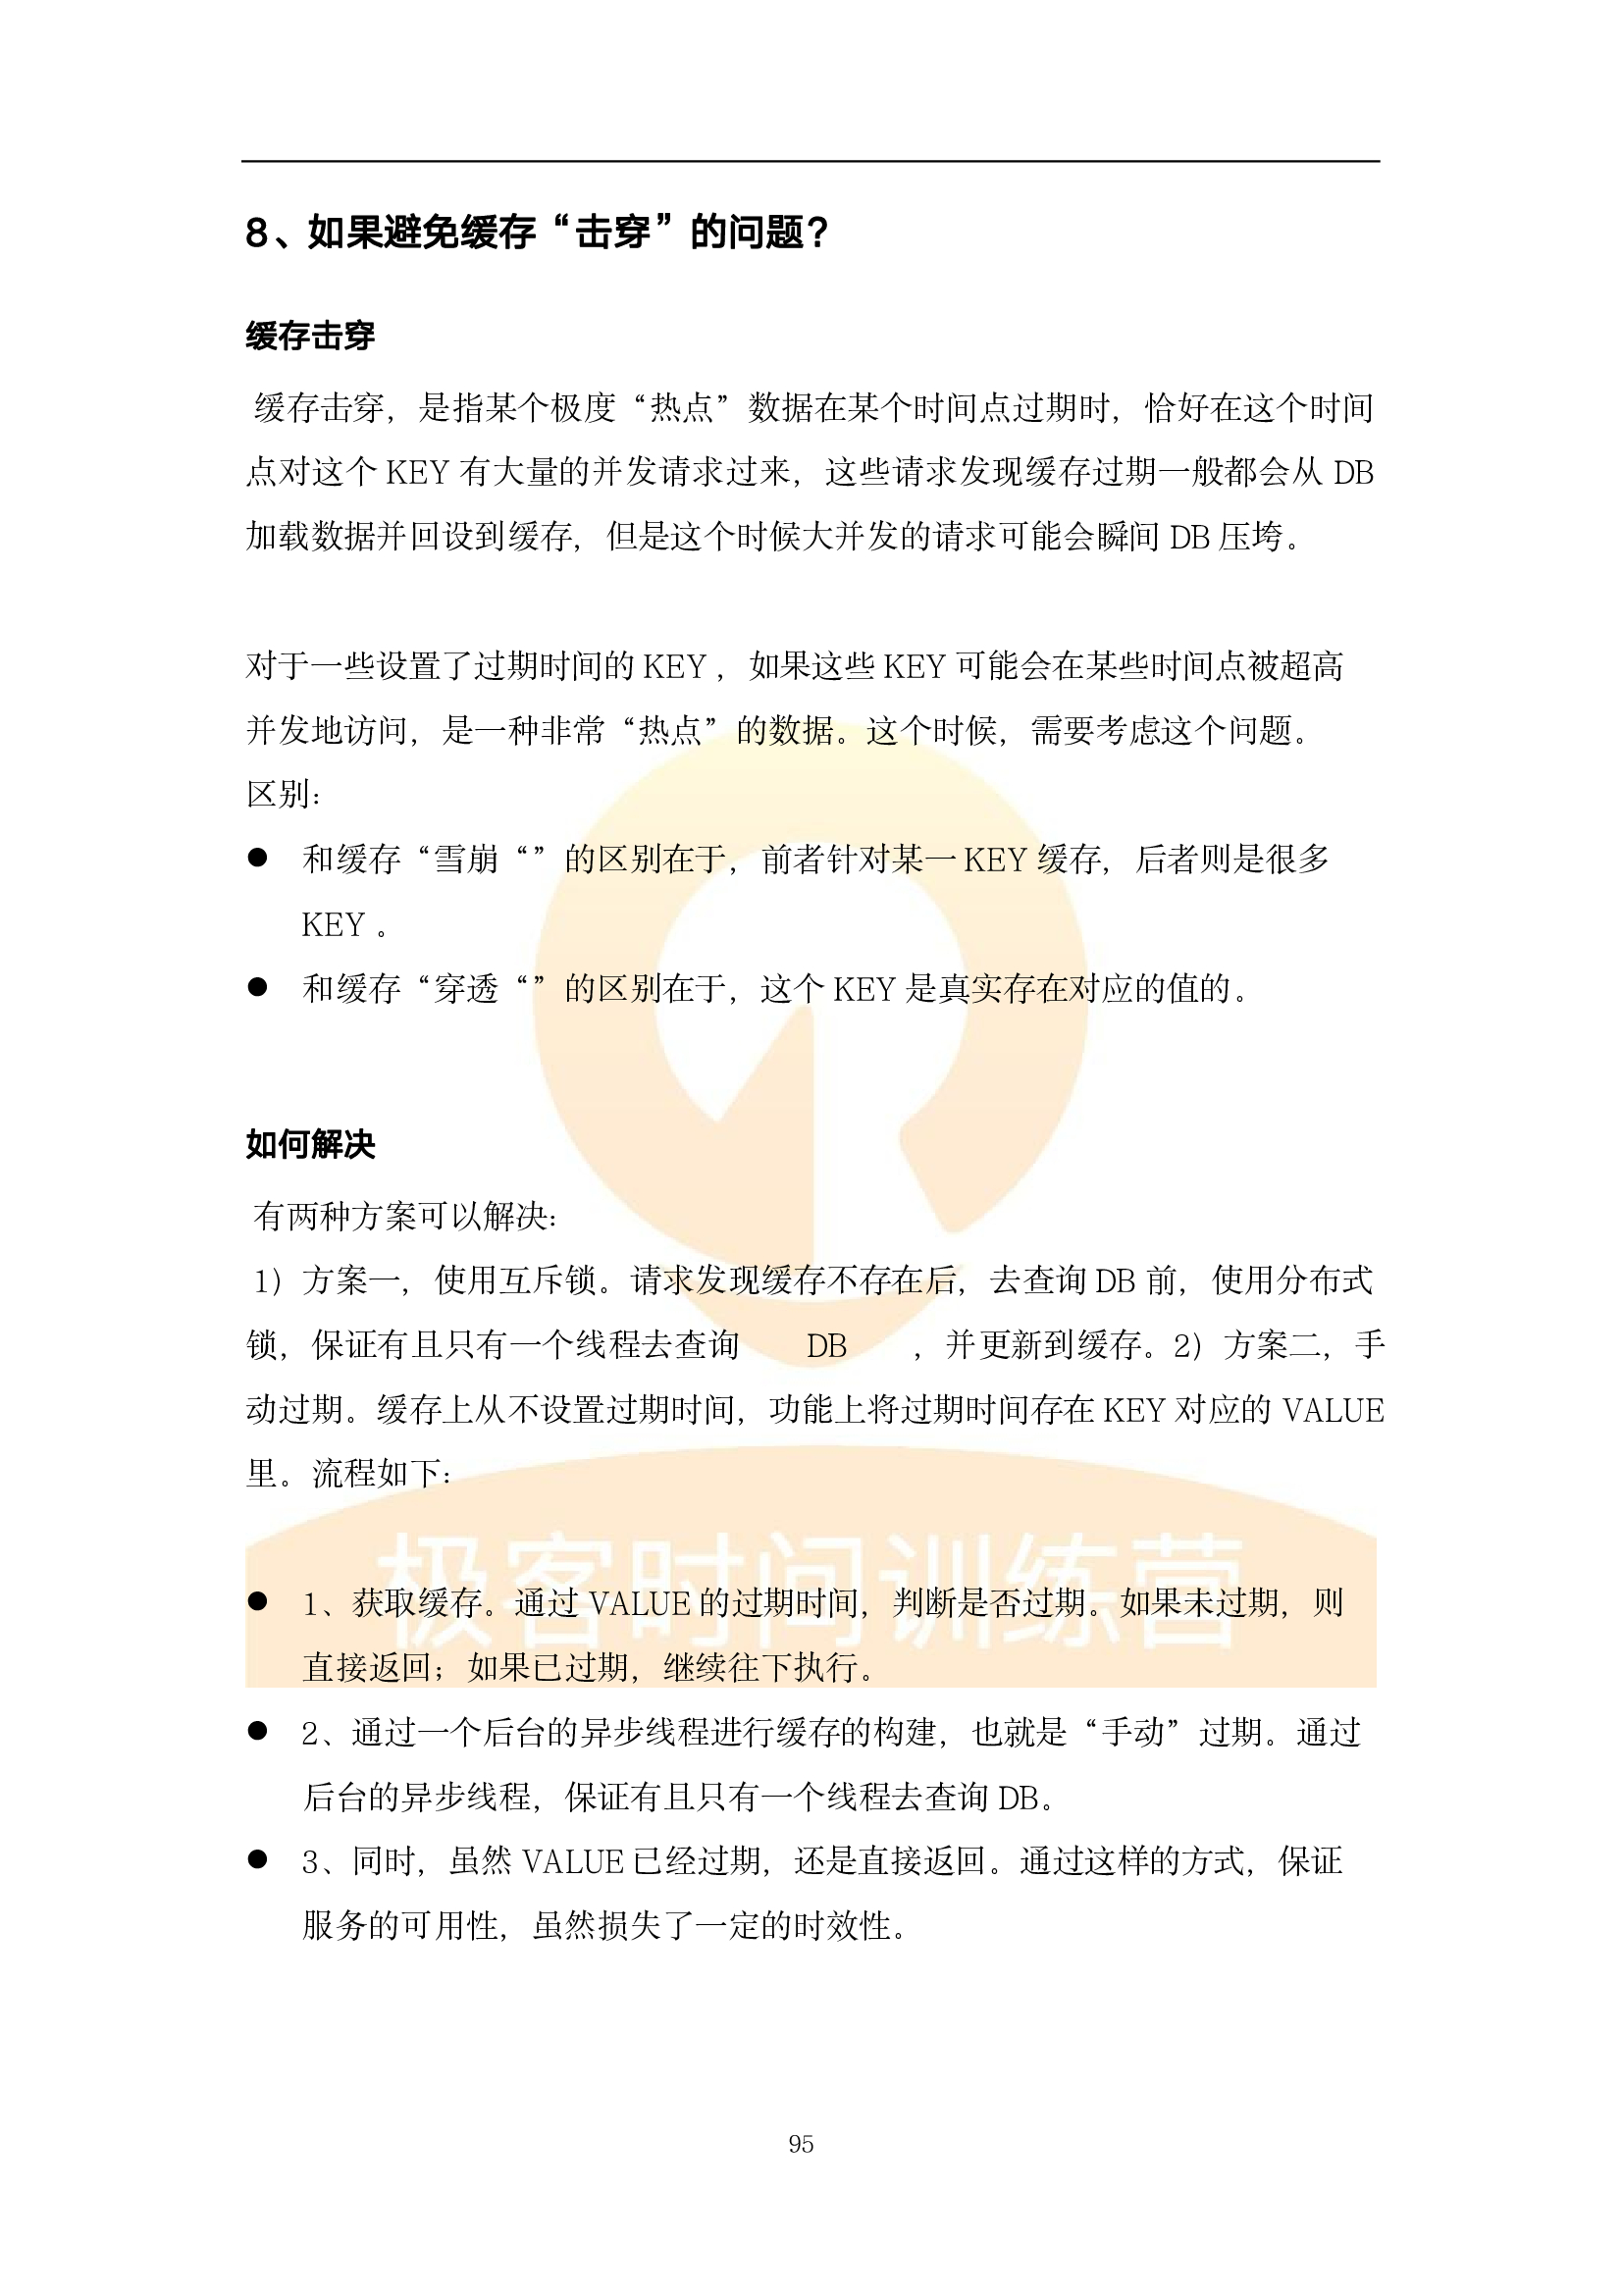 8、如果避免缓存“击穿”的问题？
缓存击穿
缓存击穿，是指某个极度“热点”数据在某个时间点过期时，恰好在这个时间
点对这个 KEY 有大量的并发请求过来，这些请求发现缓存过期一般都会从 DB
加载数据并回设到缓存，但是这个时候大并发的请求可能会瞬间 DB 压垮。
对于一些设置了过期时间的 KEY ，如果这些 KEY 可能会在某些时间点被超高
并发地访问，是一种非常“热点”的数据。这个时候，需要考虑这个问题。
区别：
● 和缓存“雪崩“”的区别在于，前者针对某一 KEY 缓存，后者则是很多
KEY 。
● 和缓存“穿透“”的区别在于，这个 KEY 是真实存在对应的值的。
如何解决
有两种方案可以解决：
1）方案一，使用互斥锁。请求发现缓存不存在后，去查询 DB 前，使用分布式
锁，保证有且只有一个线程去查询 DB ，并更新到缓存。2）方案二，手
动过期。缓存上从不设置过期时间，功能上将过期时间存在 KEY 对应的 VALUE
里。流程如下：
极客时间训练营
● 1、获取缓存。通过 VALUE 的过期时间，判断是否过期。如果未过期，则
直接返回；如果已过期，继续往下执行。
● 2、通过一个后台的异步线程进行缓存的构建，也就是“手动”过期。通过
后台的异步线程，保证有且只有一个线程去查询 DB。
● 3、同时，虽然 VALUE 已经过期，还是直接返回。通过这样的方式，保证
服务的可用性，虽然损失了一定的时效性。
95